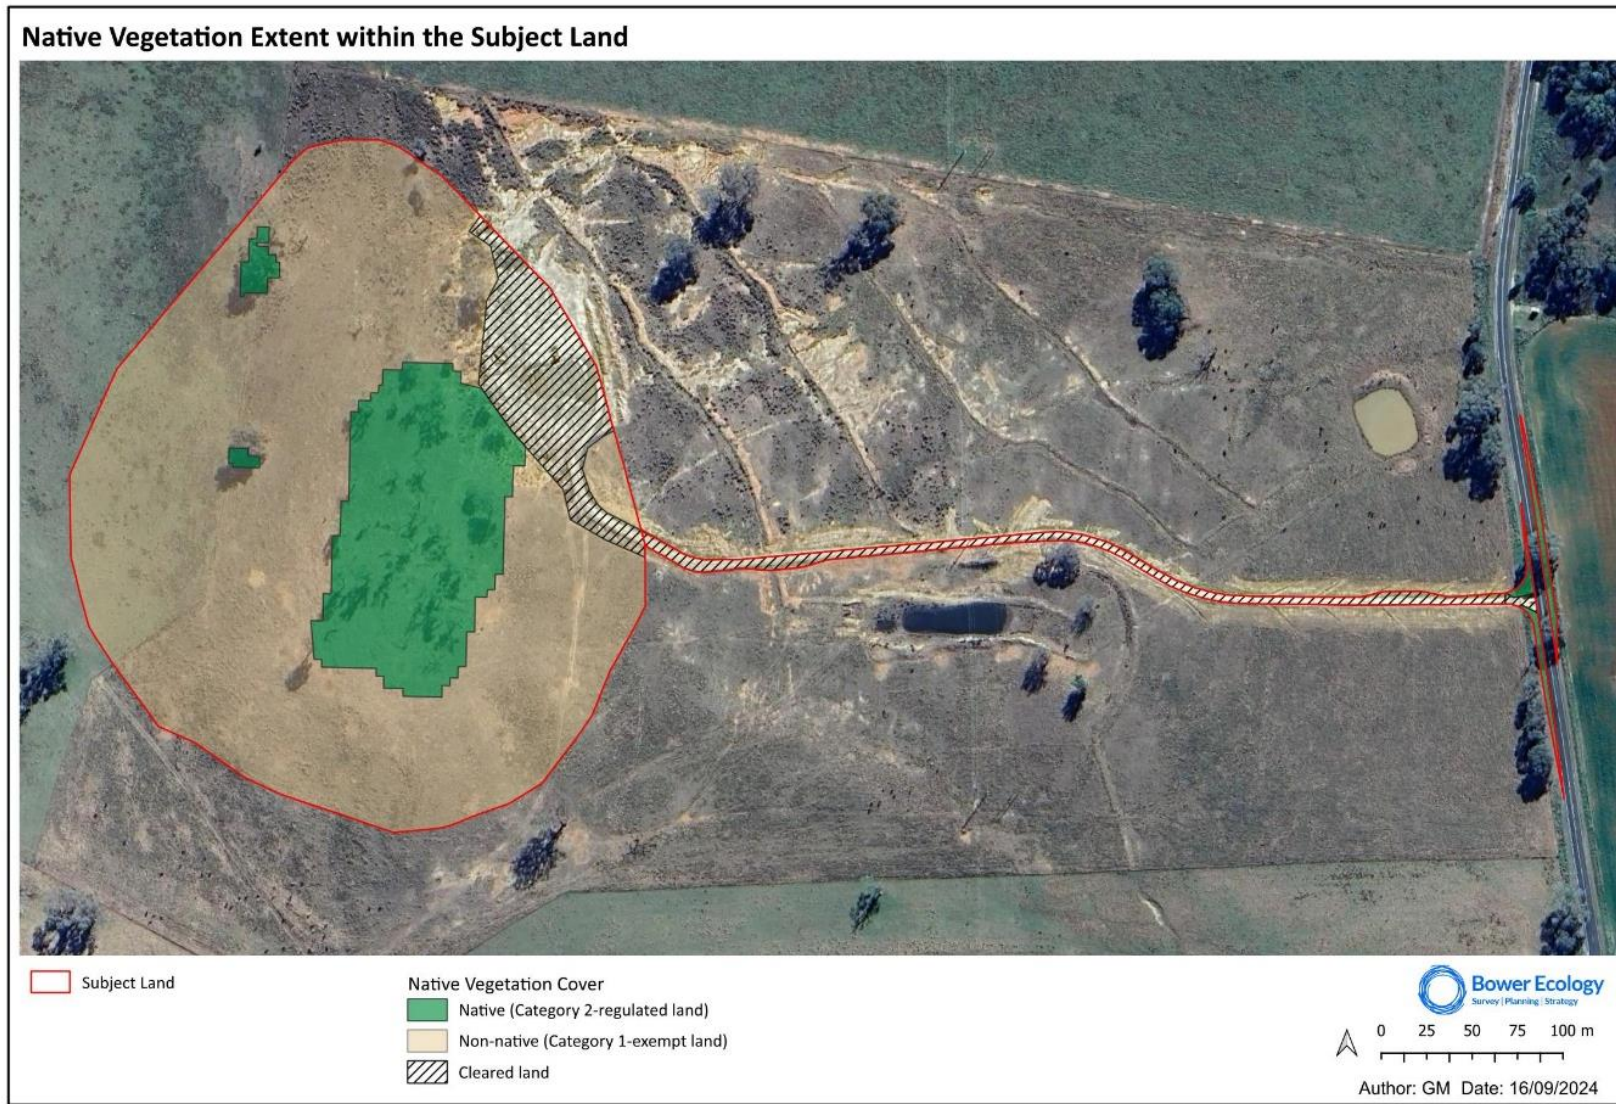 Native Vegetation Extent within the Subject Land
Subject Land
Native Vegetation Cover
Native (Category 2-regulated land)
Non-native (Category 1-exempt land)
Cleared land
Bower Ecology
Survey | Planning | Strategy
0 25 50 75 100 m
Author: GM Date: 16/09/2024